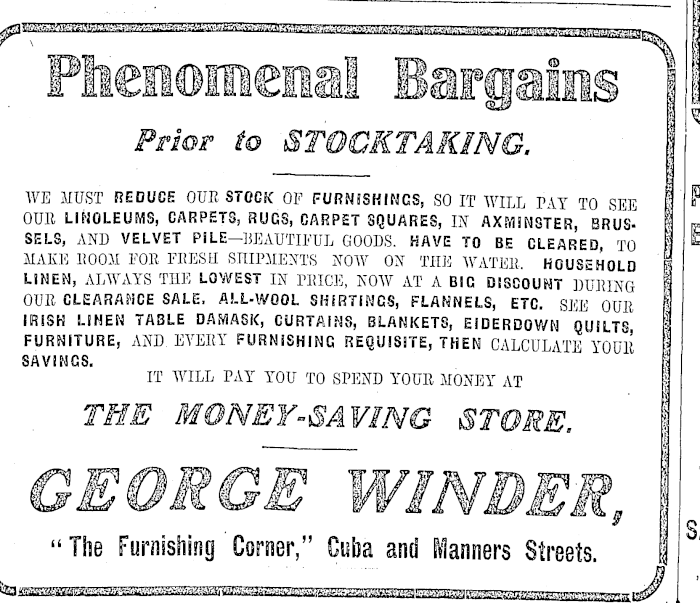 Phenomenal Bargains
Prior to STOCKTAKING.
WE MUST REDUCE OUR STOCK OF FURNISHINGS, SO IT WILL PAY TO SEE
OUR LINOLEUMS, CARPETS, RUGS, CARPET SQUARES, IN AXMINSTER, BRUS-
SELS, AND VELVET PILE—BEAUTIFUL GOODS. HAVE TO BE CLEARED, TO
MAKE ROOM FOR FRESH SHIPMENTS NOW ON THE WATER. HOUSEHOLD
LINEN, ALWAYS THE LOWEST IN PRICE, NOW AT A BIG DISCOUNT DURING
OUR CLEARANCE SALE. ALL-WOOL SHIRTINGS, FLANNELS, ETC. SEE OUR
IRISH LINEN TABLE DAMASK, CURTAINS, BLANKETS, EIDERDOWN QUILTS,
FURNITURE, AND EVERY FURNISHING REQUISITE, THEN CALCULATE YOUR
SAVINGS.
IT WILL PAY YOU TO SPEND YOUR MONEY AT
THE MONEY-SAVING STORE.
GEORGE WINDER,
"The Furnishing Corner," Cuba and Manners Streets.